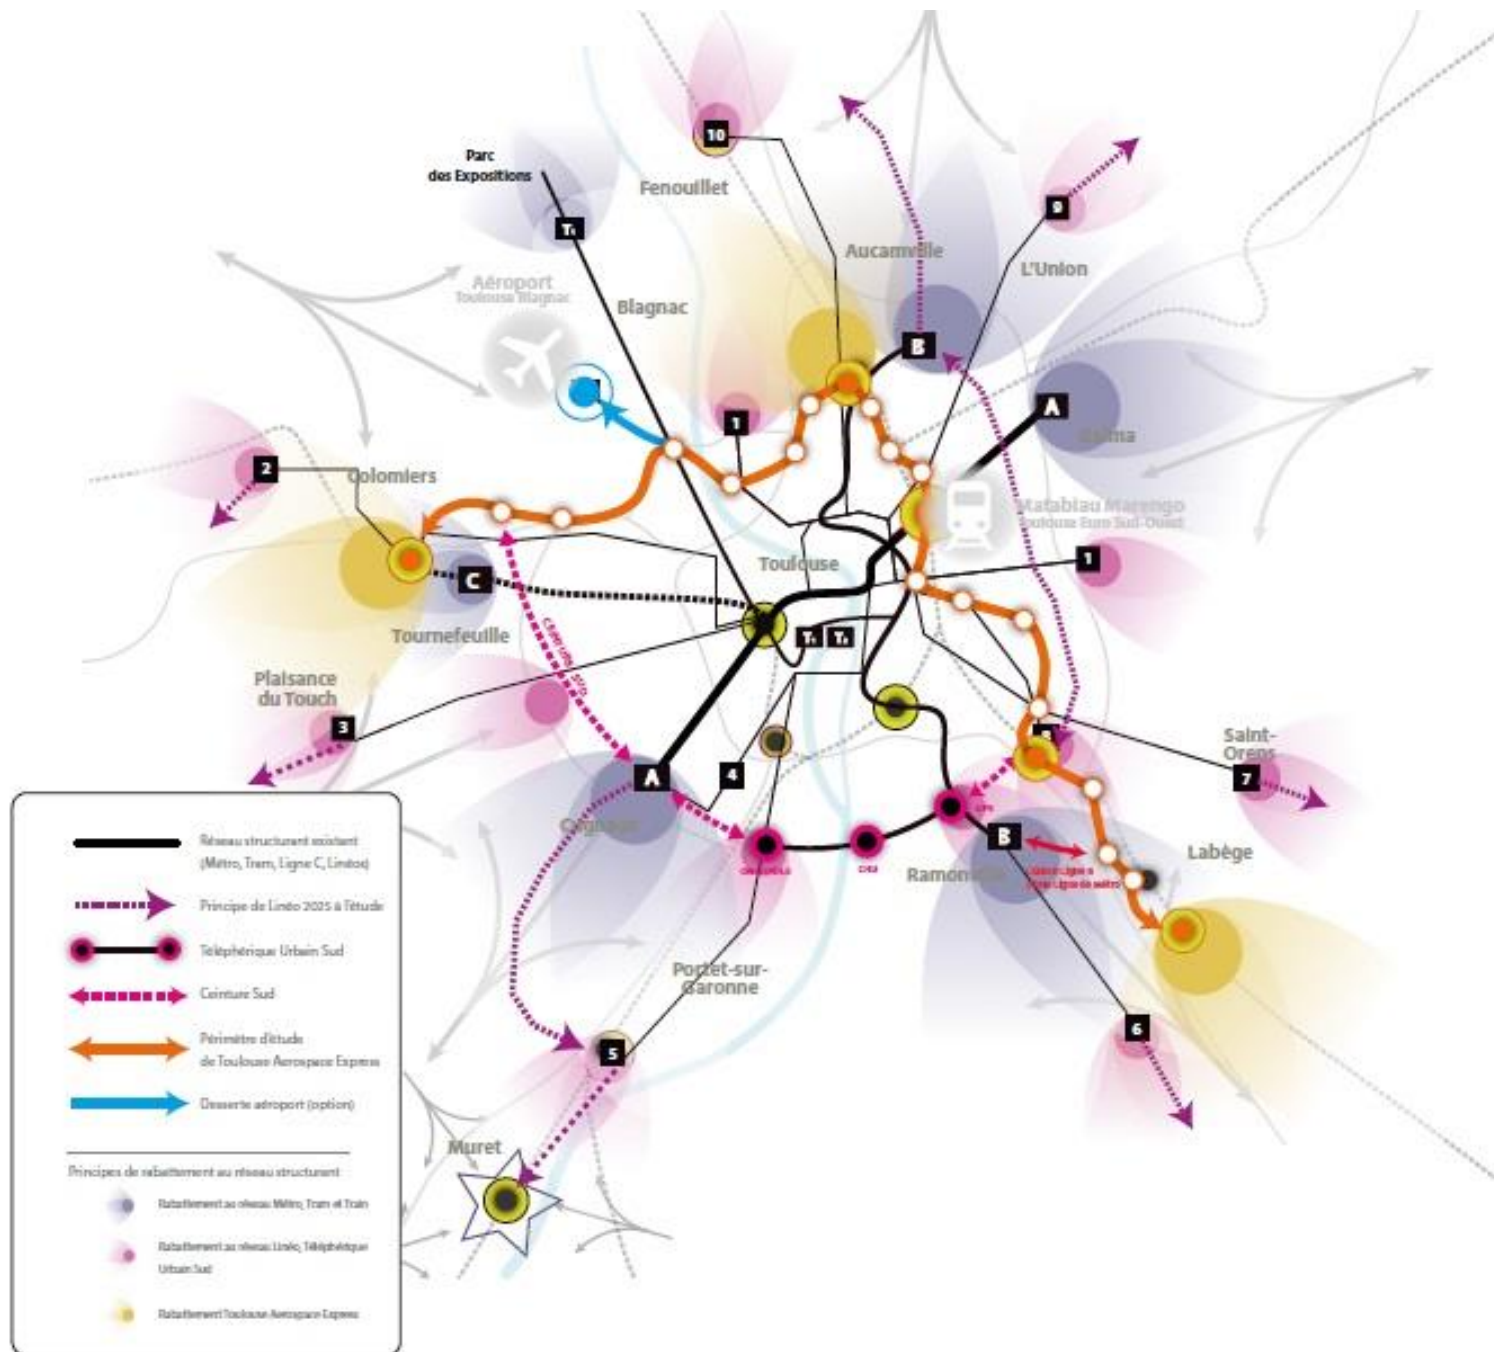 10
Parc
des Expositions
Fenouillet
9
T1
Aucamville
L'Union
Aéroport
Toulouse Blagnac
Blagnac
B
A
1
2
Colomiers
Matabiau Marengo
Toulouse Euro Sud-Ouest
Toulouse
1
C
Tournefeuille
T1
Plaisance
du Touch
3
Saint-
Orens
7
A
4
B
Labège
Portet-sur-
Garonne
6
5
Muret
Réseau structurant existant
(Métro, Tram, Ligne C, Linéos)
Principe de Linéo 2025 à l'étude
Téléphérique Urbain Sud
Ceinture Sud
Périmètre d'étude
de Toulouse Aerospace Express
Desserte aéroport (option)
Principes de rabattement au réseau structurant
Rabattement au réseau Métro, Tram et Train
Rabattement au réseau Linéo, Téléphérique
Urbain Sud
Rabattement Toulouse Aerospace Express